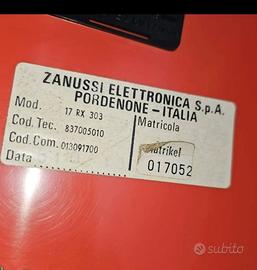 ZANUSSI ELETTRONICA S.p.A.
PORDENONE - ITALIA
Mod. 17 RX 303
Matricola
Cod. Tec. 837005010
Cod. Com. 013091700
Matrikel
Data
017052
subito